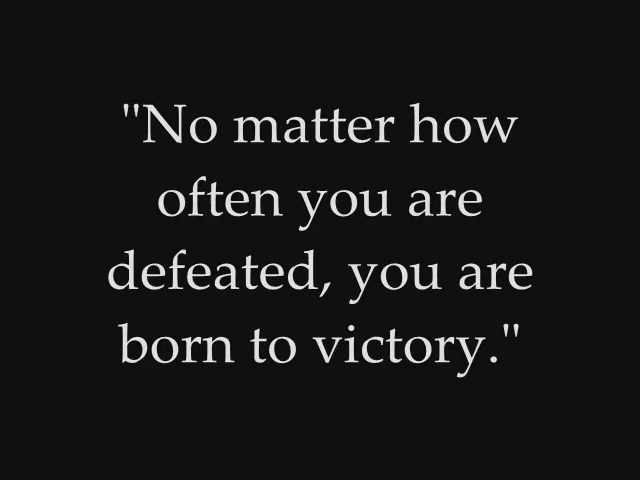 "No matter how
often you are
defeated, you are
born to victory."